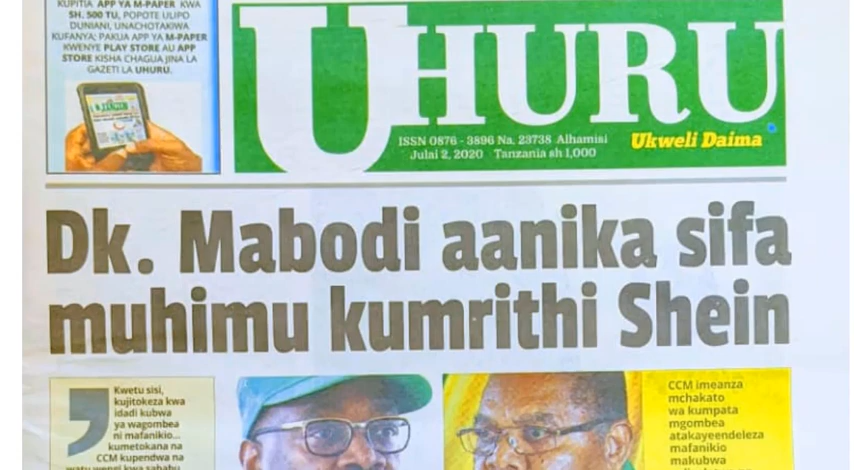 KUPITIA APP YA M-PAPER KWA
SH. 500 TU, POPOTE ULIPO
DUNIANI, UNACHOTAKIWA
KUFANYA; PAKUA APP YA M-PAPER
KWENYE PLAY STORE AU APP
STORE KISHA CHAGUA JINA LA
GAZETI LA UHURU.
UHURU
ISSN 0876 - 3896 Na. 23738 Alhamisi
Julai 2, 2020 Tanzania sh 1,000
Ukweli Daima
Dk. Mabodi aanika sifa
muhimu kumrithi Shein
Kwetu sisi,
kujitokeza kwa
idadi kubwa
ya wagombea
ni mafanikio...
kumetokana na
CCM kupendwa na
watu wengi kwa sababu
CCM imeanza
mchakato
wa kumpata
mgombea
atakayeendeleza
mafanikio
makubwa